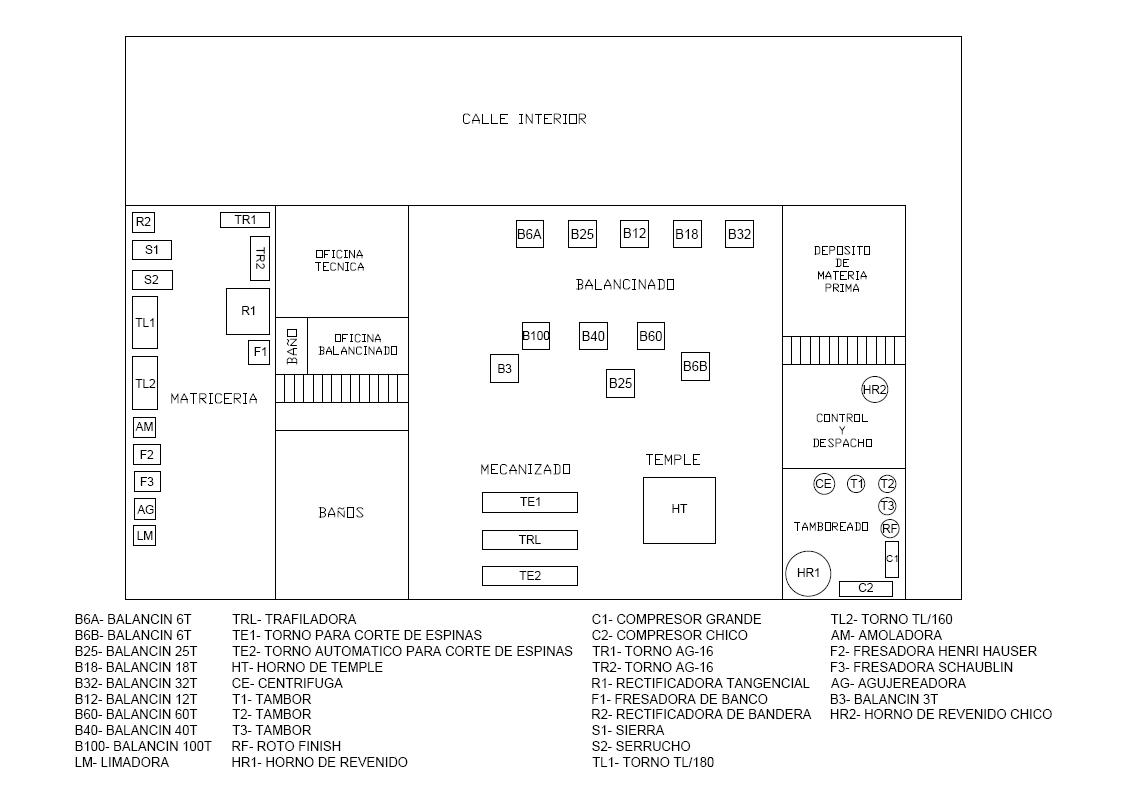 CALLE INTERIOR
R2
TR1
S1
TR2
S2
R1
TL1
F1
TL2
MATRICERIA
AM
F2
F3
AG
LM
OFICINA
TECNICA
BAÑO
OFICINA
BALANCINADO
BAÑOS
B6A
B25
B12
B18
B32
BALANCINADO
B100
B40
B60
B3
B25
B6B
MECANIZADO
TE1
TRL
TE2
TEMPLE
HT
DEPOSITO
DE
MATERIA
PRIMA
HR2
CONTROL
Y
DESPACHO
CE
T1
T2
T3
TAMBOREADO
RF
C1
HR1
C2
B6A- BALANCIN 6T
B6B- BALANCIN 6T
B25- BALANCIN 25T
B18- BALANCIN 18T
B32- BALANCIN 32T
B12- BALANCIN 12T
B60- BALANCIN 60T
B40- BALANCIN 40T
B100- BALANCIN 100T
LM- LIMADORA
TRL- TRAFILADORA
TE1- TORNO PARA CORTE DE ESPINAS
TE2- TORNO AUTOMATICO PARA CORTE DE ESPINAS
HT- HORNO DE TEMPLE
CE- CENTRIFUGA
T1- TAMBOR
T2- TAMBOR
T3- TAMBOR
RF- ROTO FINISH
HR1- HORNO DE REVENIDO
C1- COMPRESOR GRANDE
C2- COMPRESOR CHICO
TR1- TORNO AG-16
TR2- TORNO AG-16
R1- RECTIFICADORA TANGENCIAL
F1- FRESADORA DE BANCO
R2- RECTIFICADORA DE BANDERA
S1- SIERRA
S2- SERRUCHO
TL1- TORNO TL/180
TL2- TORNO TL/160
AM- AMOLADORA
F2- FRESADORA HENRI HAUSER
F3- FRESADORA SCHAUBLIN
AG- AGUJEREADORA
B3- BALANCIN 3T
HR2- HORNO DE REVENIDO CHICO